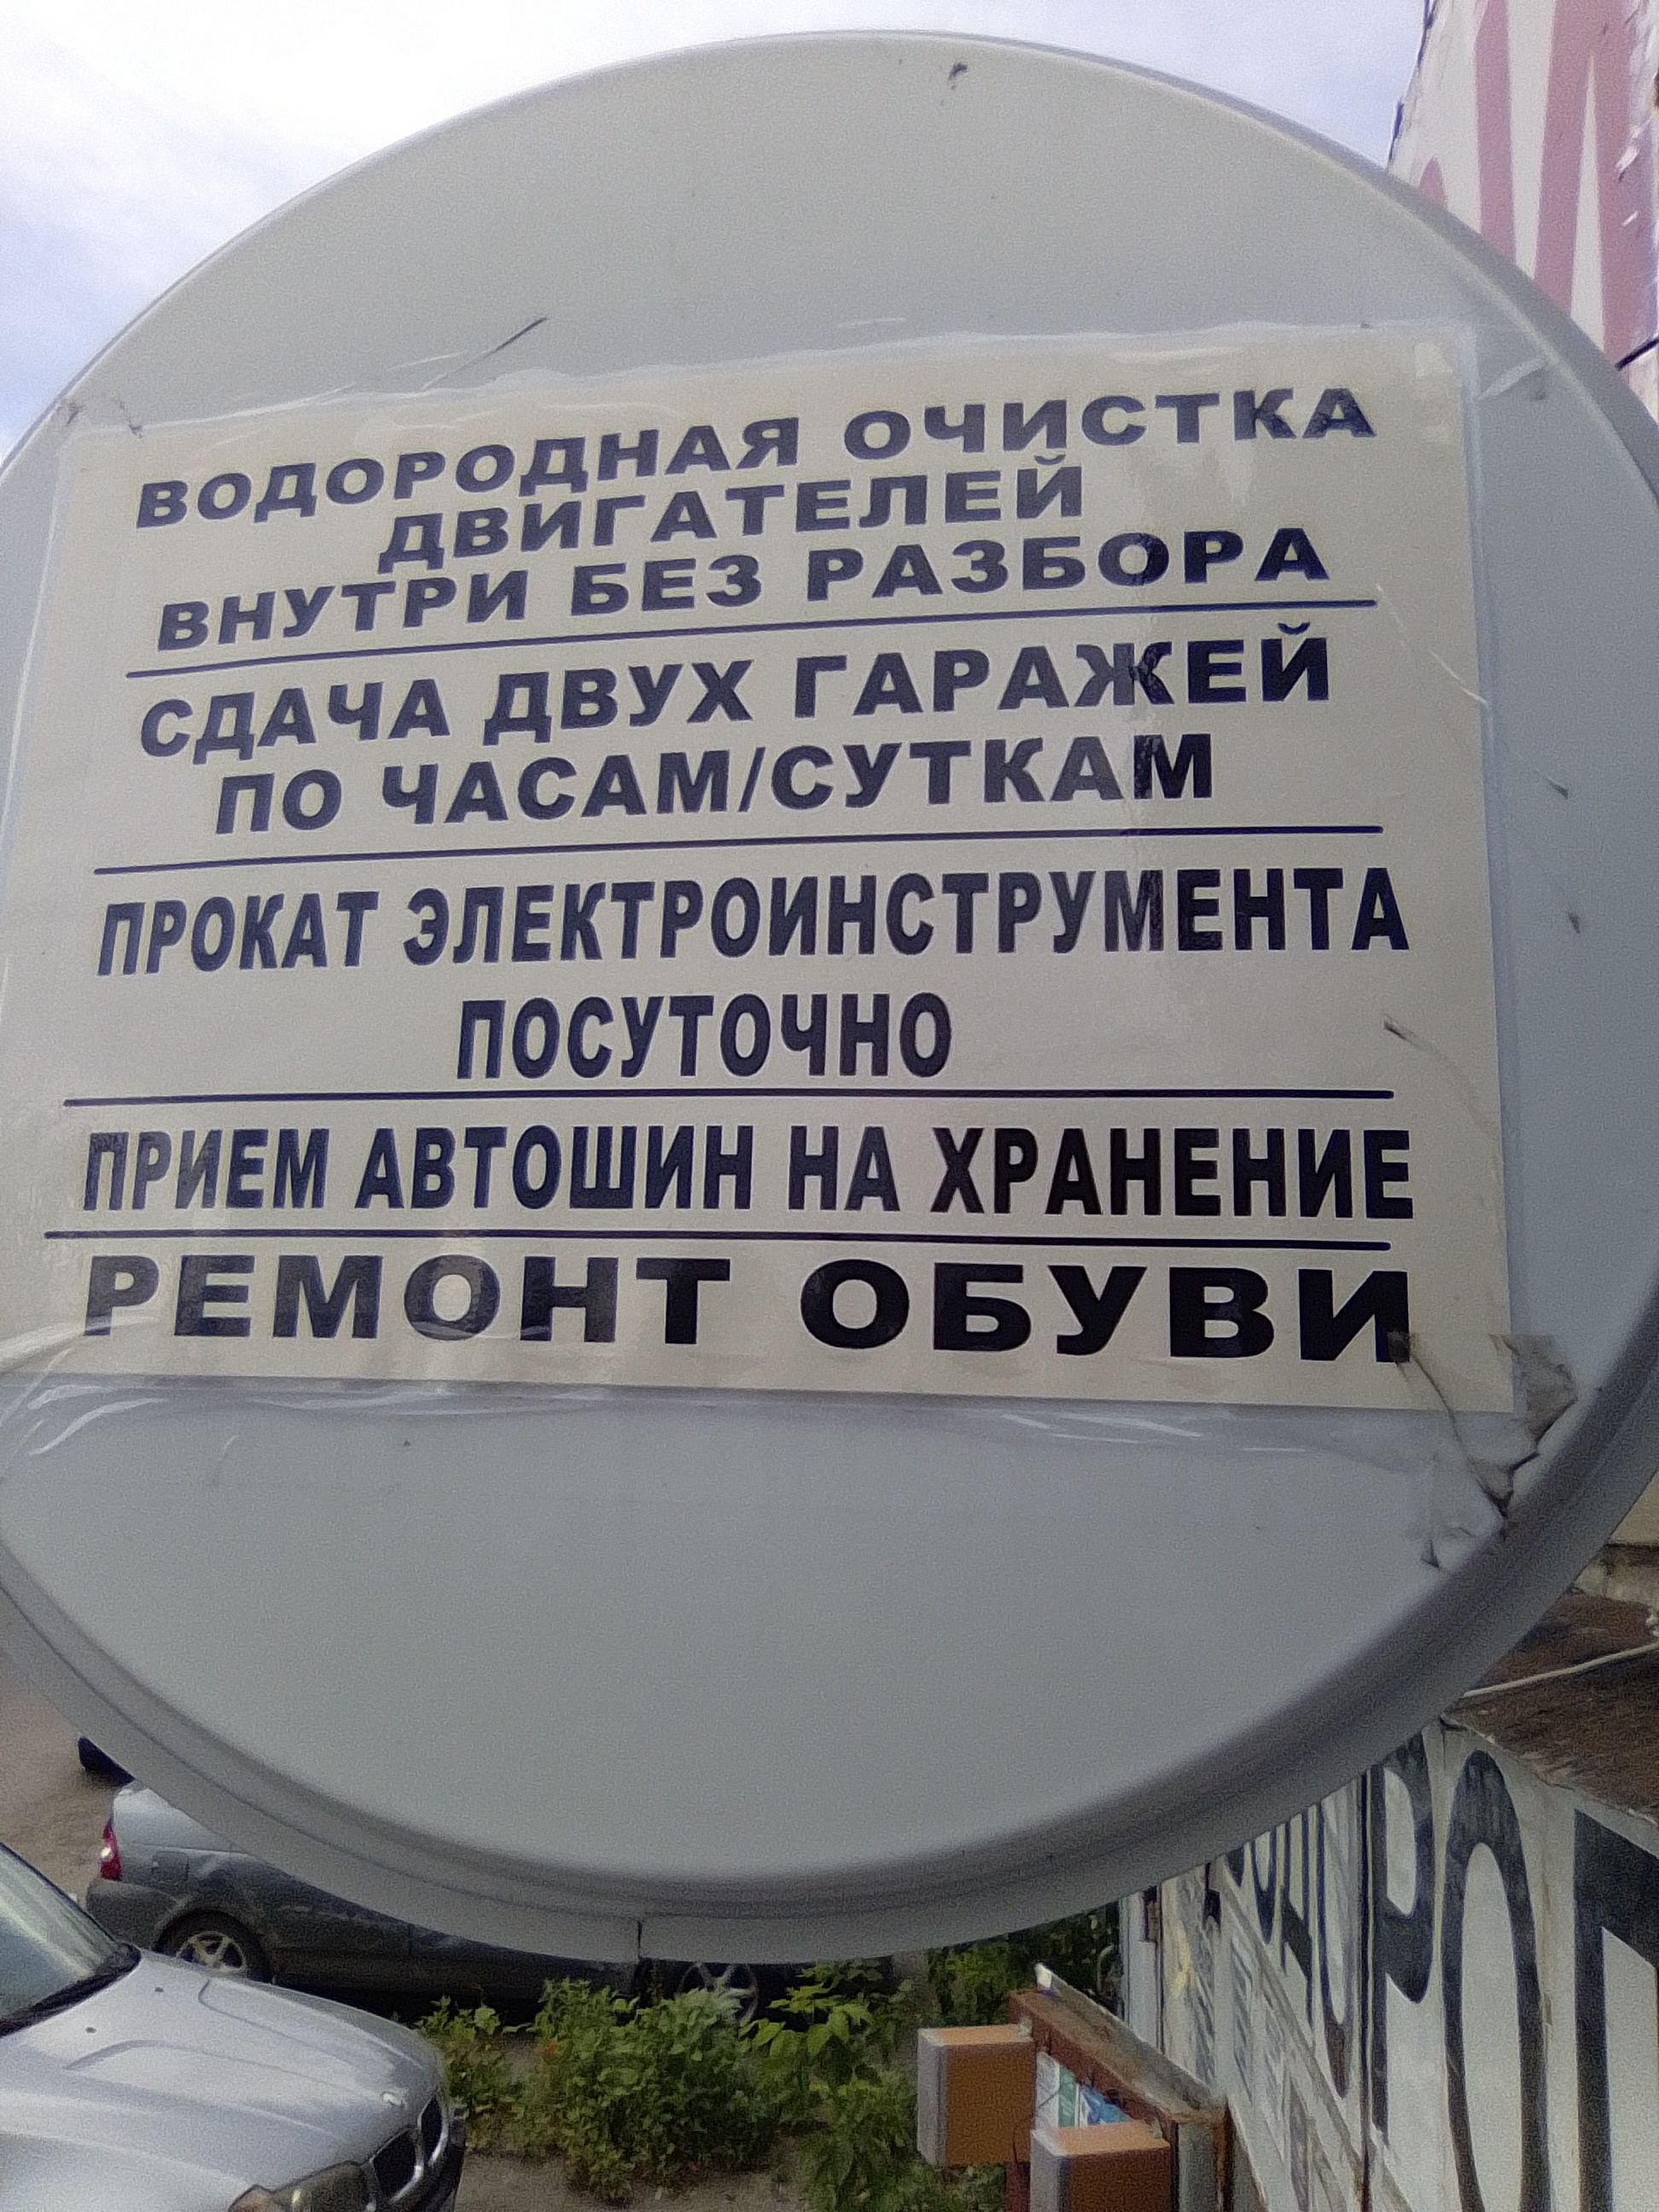 ВОДОРОДНАЯ ОЧИСТКА
ДВИГАТЕЛЕЙ
ВНУТРИ БЕЗ РАЗБОРА
СДАЧА ДВУХ ГАРАЖЕЙ
ПО ЧАСАМ/СУТКАМ
ПРОКАТ ЭЛЕКТРОИНСТРУМЕНТА
ПОСУТОЧНО
ПРИЕМ АВТОШИН НА ХРАНЕНИЕ
РЕМОНТ ОБУВИ